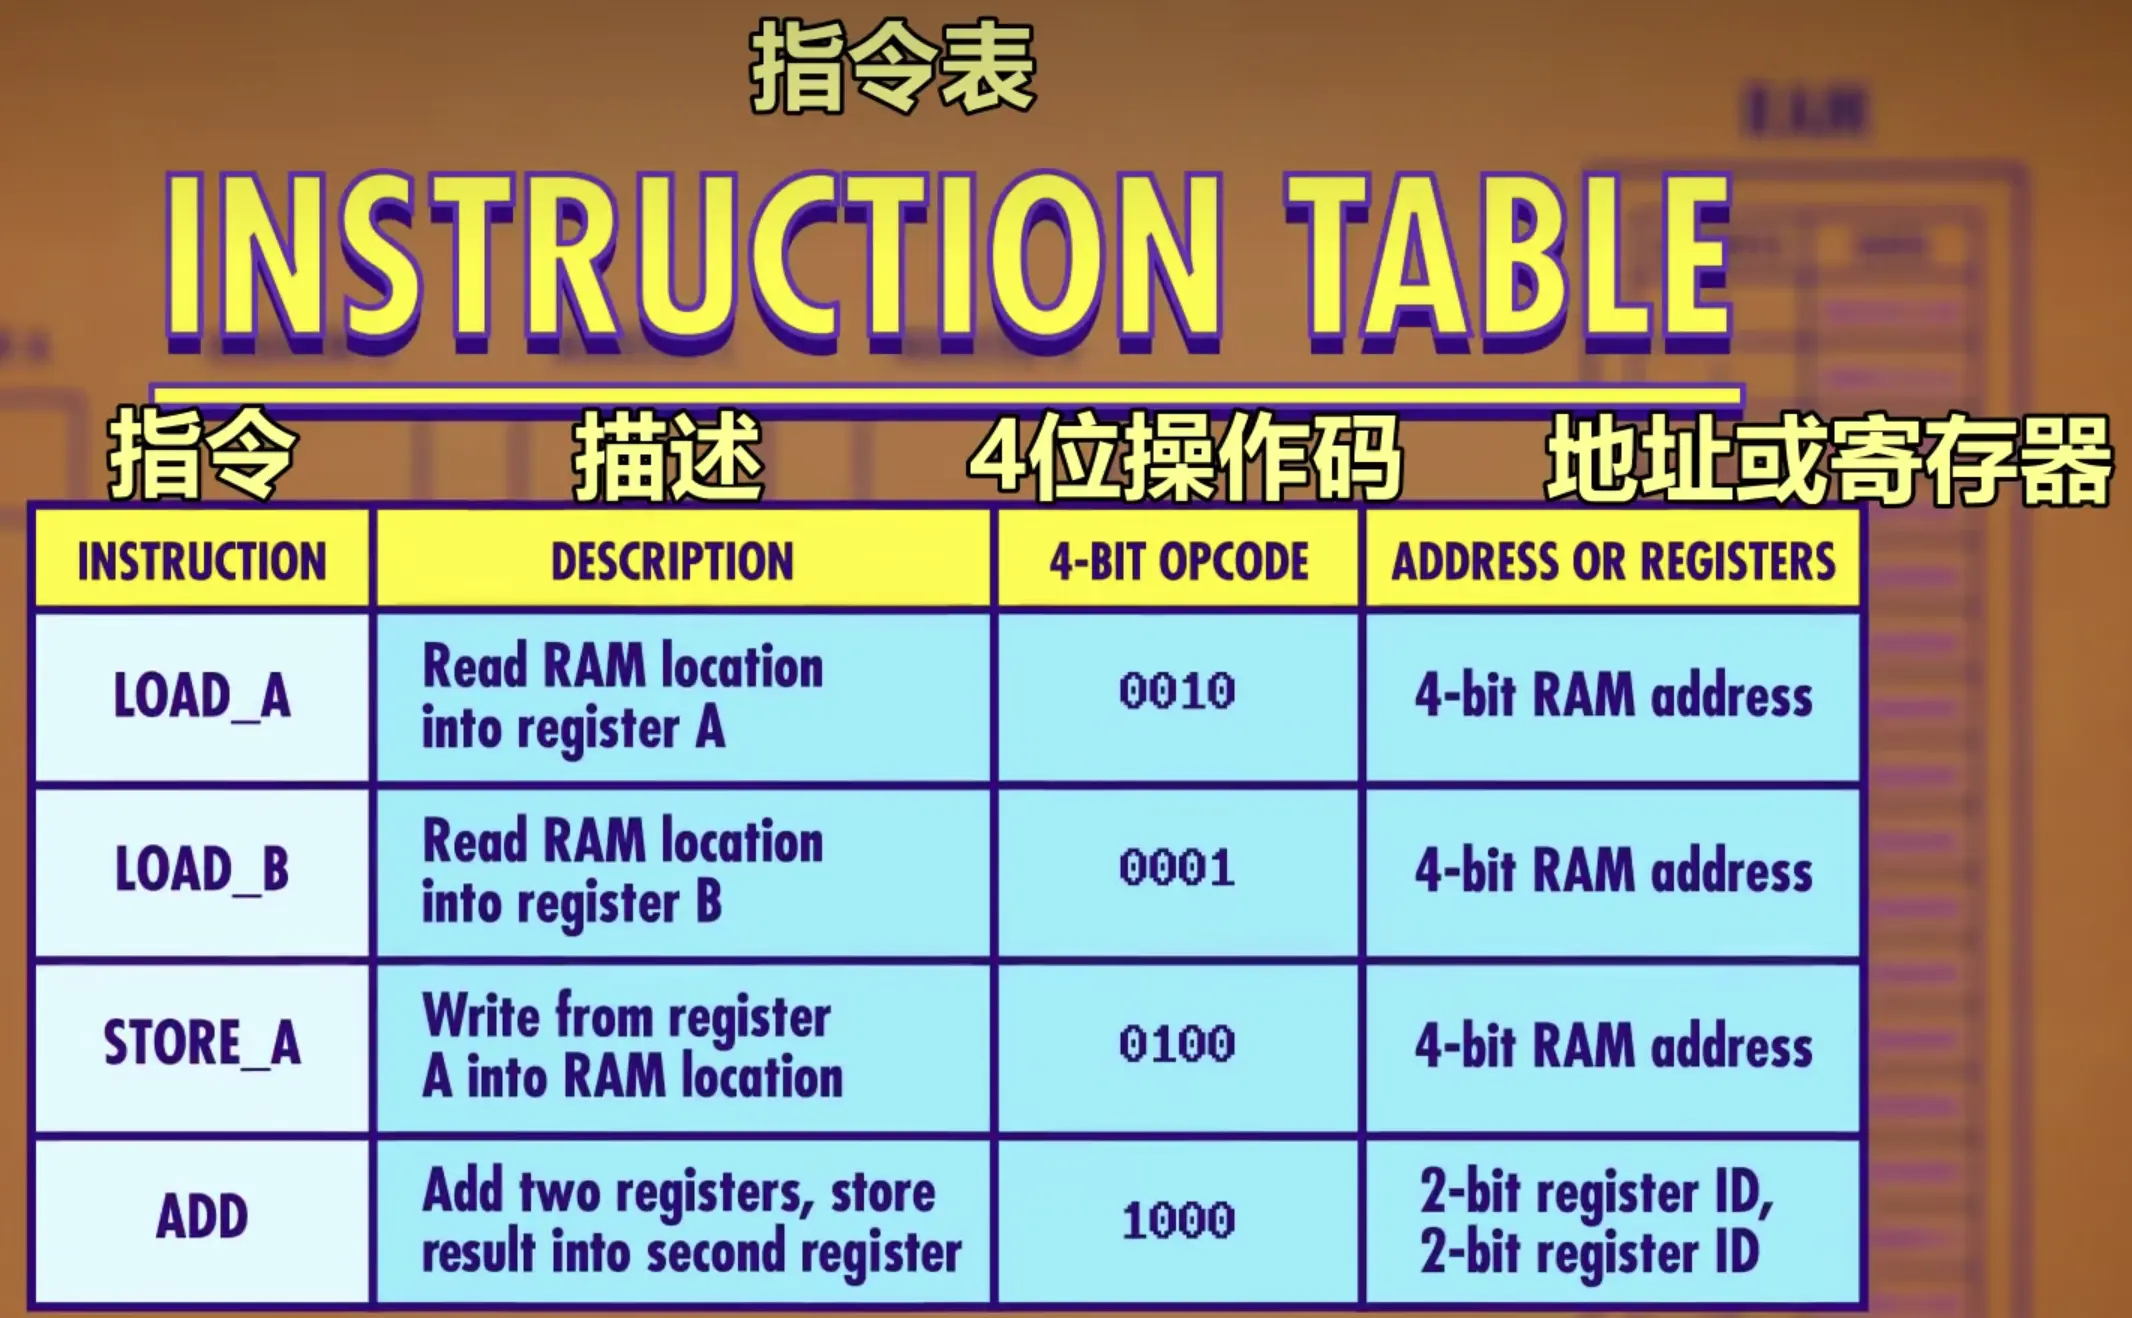 指令表
INSTRUCTION TABLE
指令 描述 4位操作码 地址或寄存器
INSTRUCTION DESCRIPTION 4-BIT OPCODE ADDRESS OR REGISTERS
LOAD_A
Read RAM location
into register A
0010
4-bit RAM address
LOAD_B
Read RAM location
into register B
0001
4-bit RAM address
STORE_A
Write from register
A into RAM location
0100
4-bit RAM address
ADD
Add two registers, store
result into second register
1000
2-bit register ID,
2-bit register ID